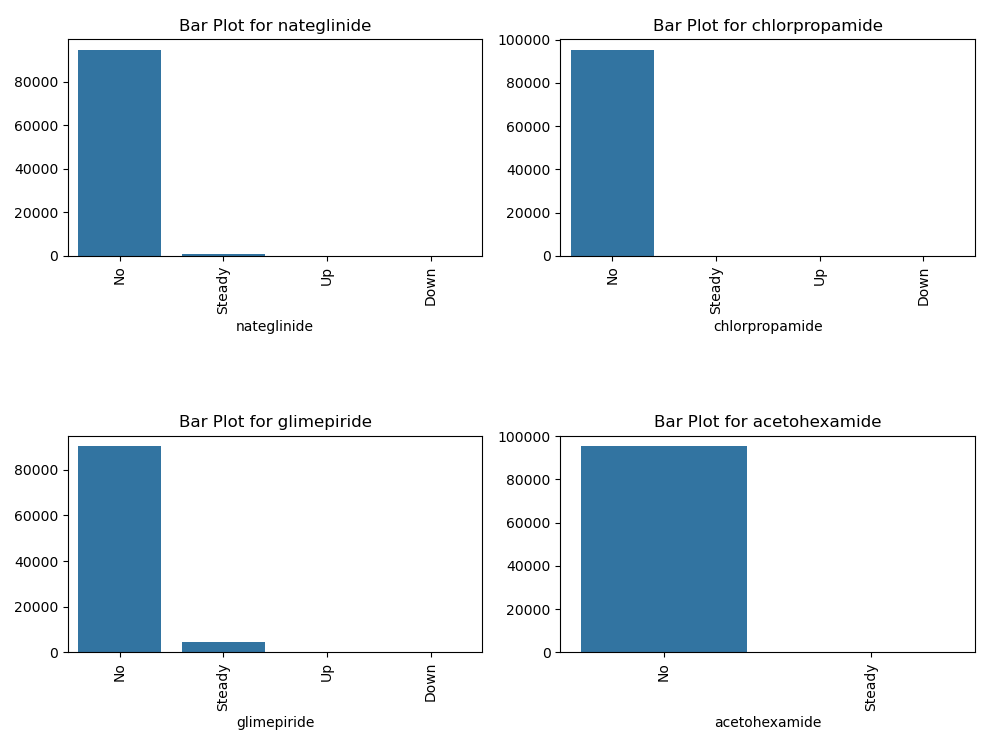 Bar Plot for nateglinide
80000
60000
40000
20000
0
No
Steady
Up
Down
nateglinide
Bar Plot for chlorpropamide
100000
80000
60000
40000
20000
0
No
Steady
Up
Down
chlorpropamide
Bar Plot for glimepiride
80000
60000
40000
20000
0
No
Steady
Up
Down
glimepiride
Bar Plot for acetohexamide
100000
80000
60000
40000
20000
0
No
Steady
acetohexamide